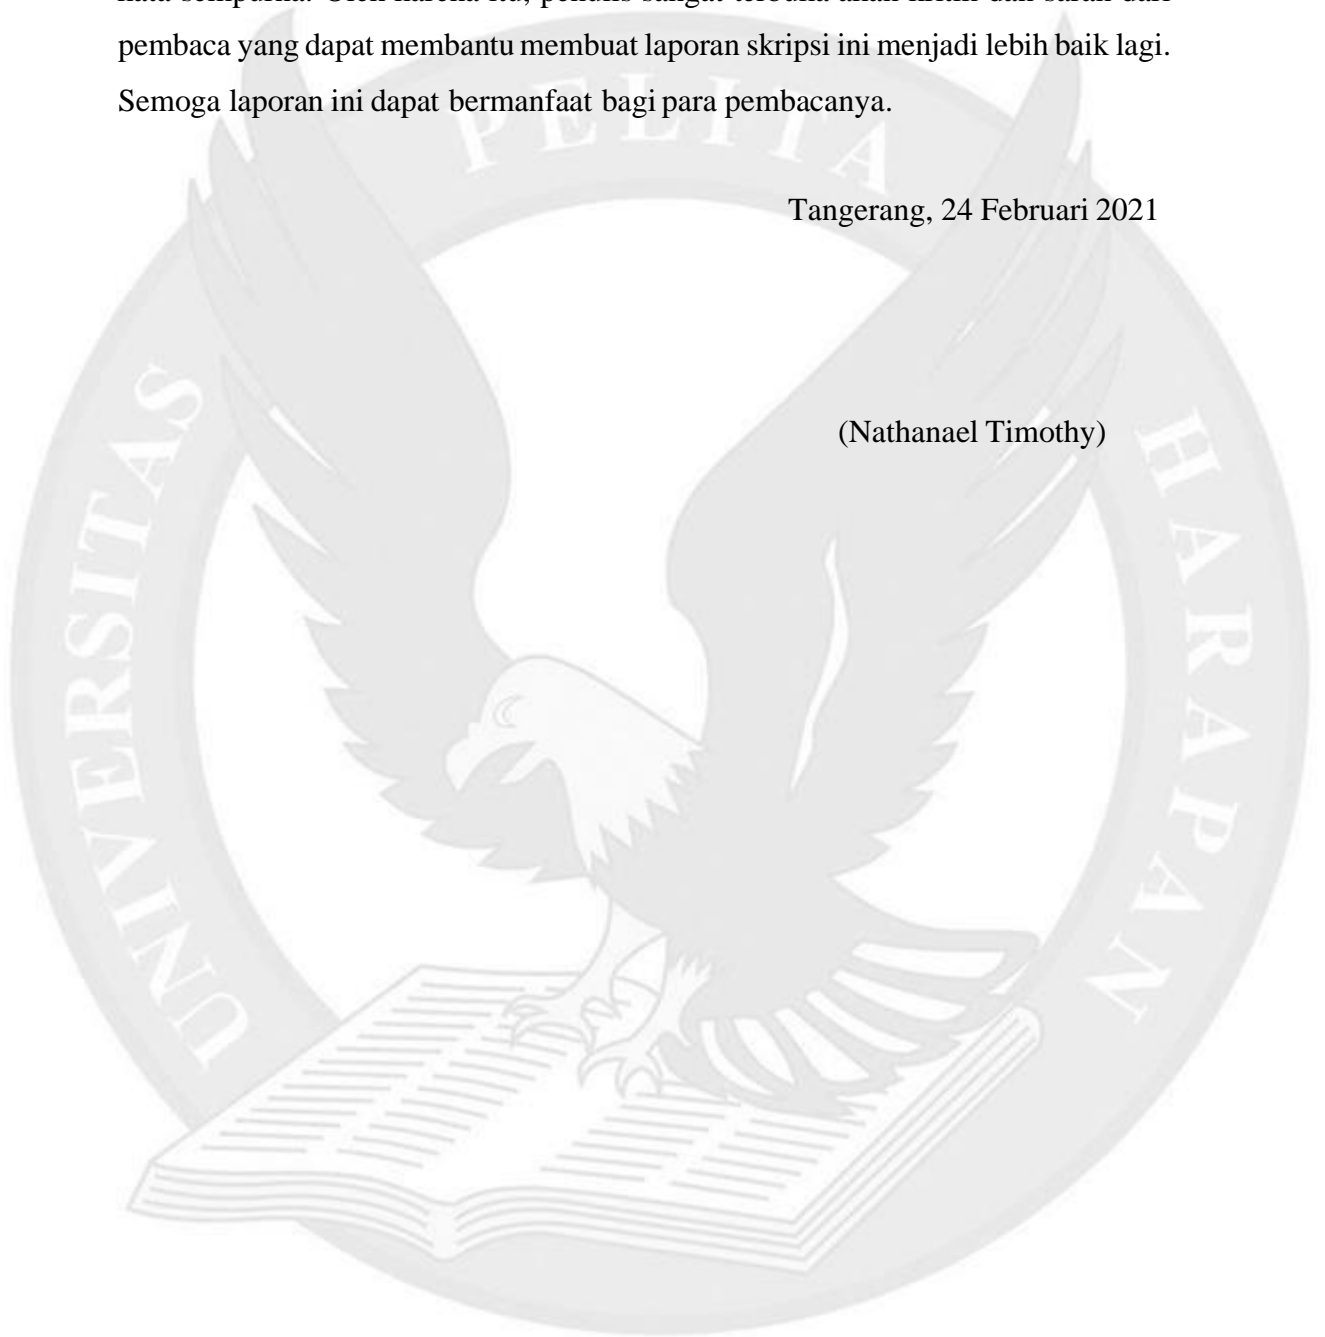 pembaca yang dapat membantu membuat laporan skripsi ini menjadi lebih baik lagi.
Semoga laporan ini dapat bermanfaat bagi para pembacanya.
PELITA
Tangerang, 24 Februari 2021
(Nathanael Timothy)
UNIVERSITAS
HARAPAN